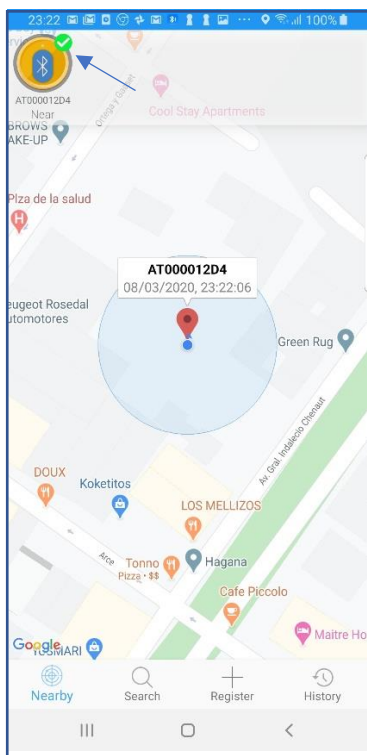 23:22
100%
AT000012D4
Near
BROWS
AKE-UP
Ortega y Gasset
Cool Stay Apartments
Plza de la salud
AT000012D4
08/03/2020, 23:22:06
eugeot Rosedal
utomotores
Green Rug
Av. Gral. Indalecio Chenaut
DOUX
Koketitos
LOS MELLIZOS
Arce
Tonno
Pizza • $$
Hagana
Cafe Piccolo
Maitre Ho
Google
Nearby
Search
Register
History